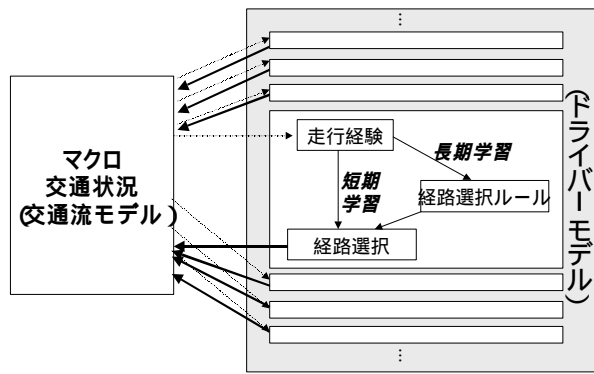 …
走行経験
長期学習
短期
学習
経路選択ルール
経路選択
…
マクロ
交通状況
(交通流モデル)
(ドライバーモデル)